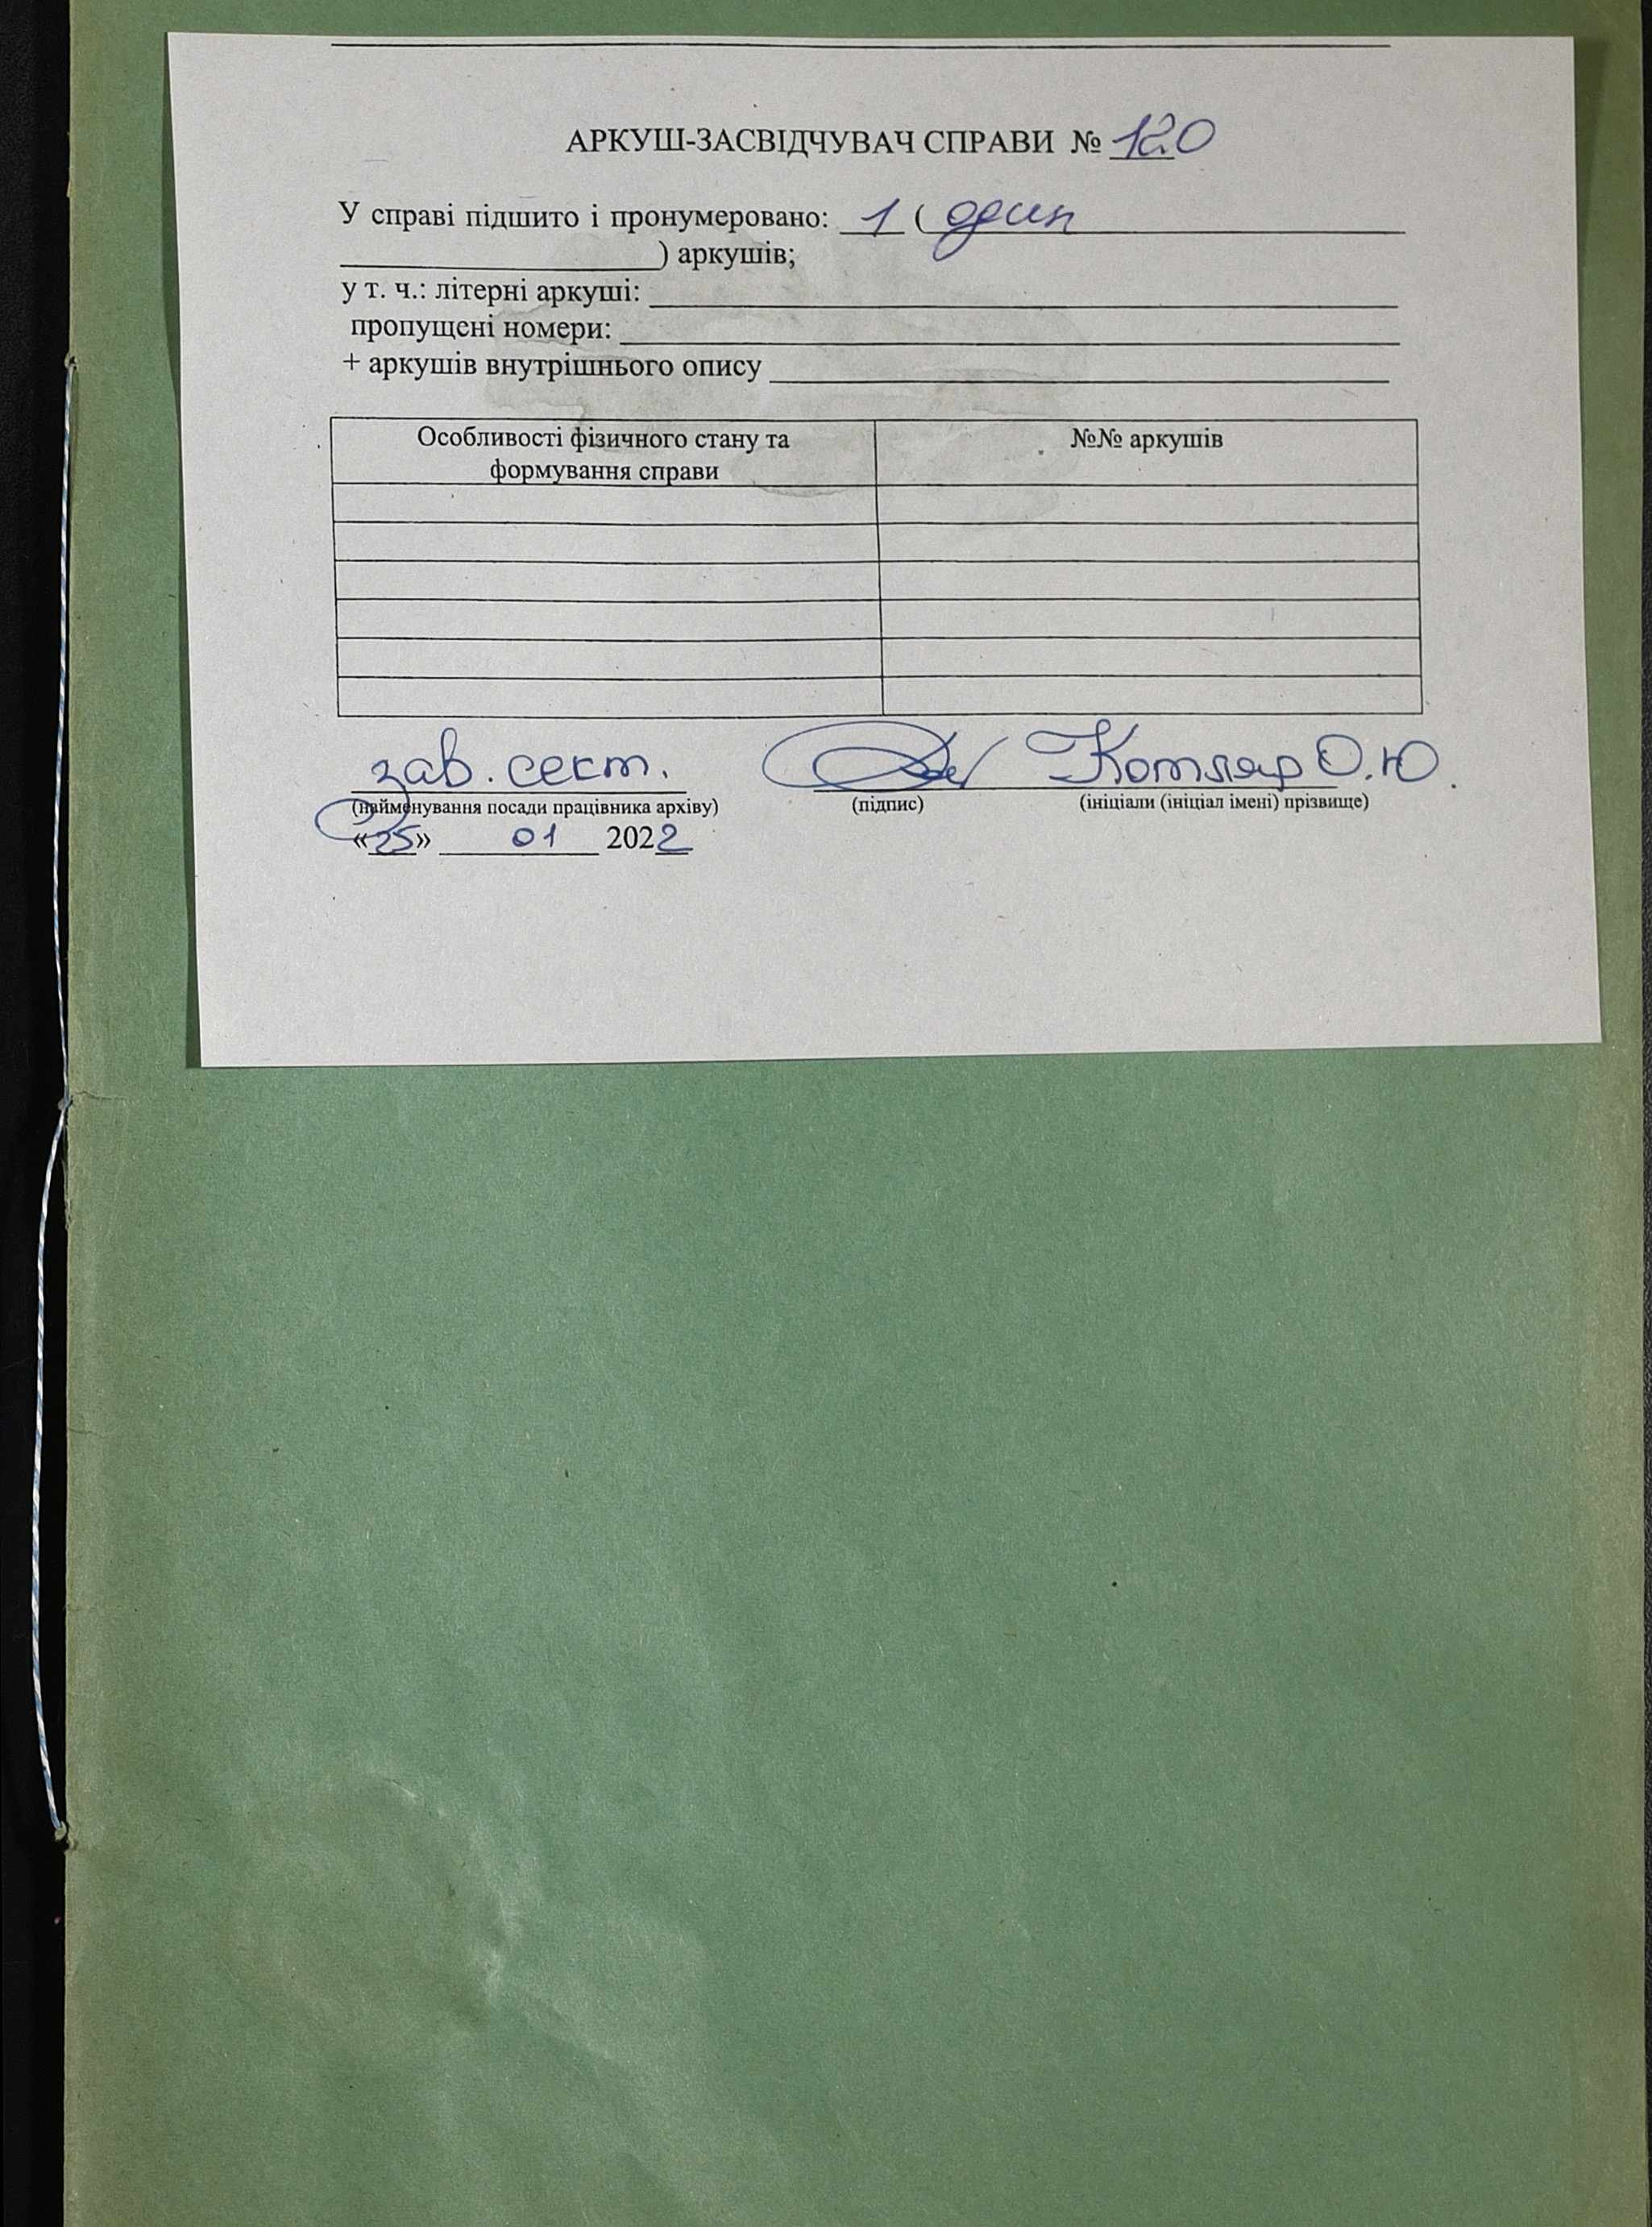 АРКУШ-ЗАСВІДЧУВАЧ СПРАВИ № 120
У справі підшито і пронумеровано: 1 ( один
) аркушів;
у т. ч.: літерні аркуші:
пропущені номери:
+ аркушів внутрішнього опису
Особливості фізичного стану та формування справи №№ аркушів
зав. сект. Котляр О.Ю.
(найменування посади працівника архіву) (підпис) (ініціали (ініціал імені) прізвище)
«25» 01 2022